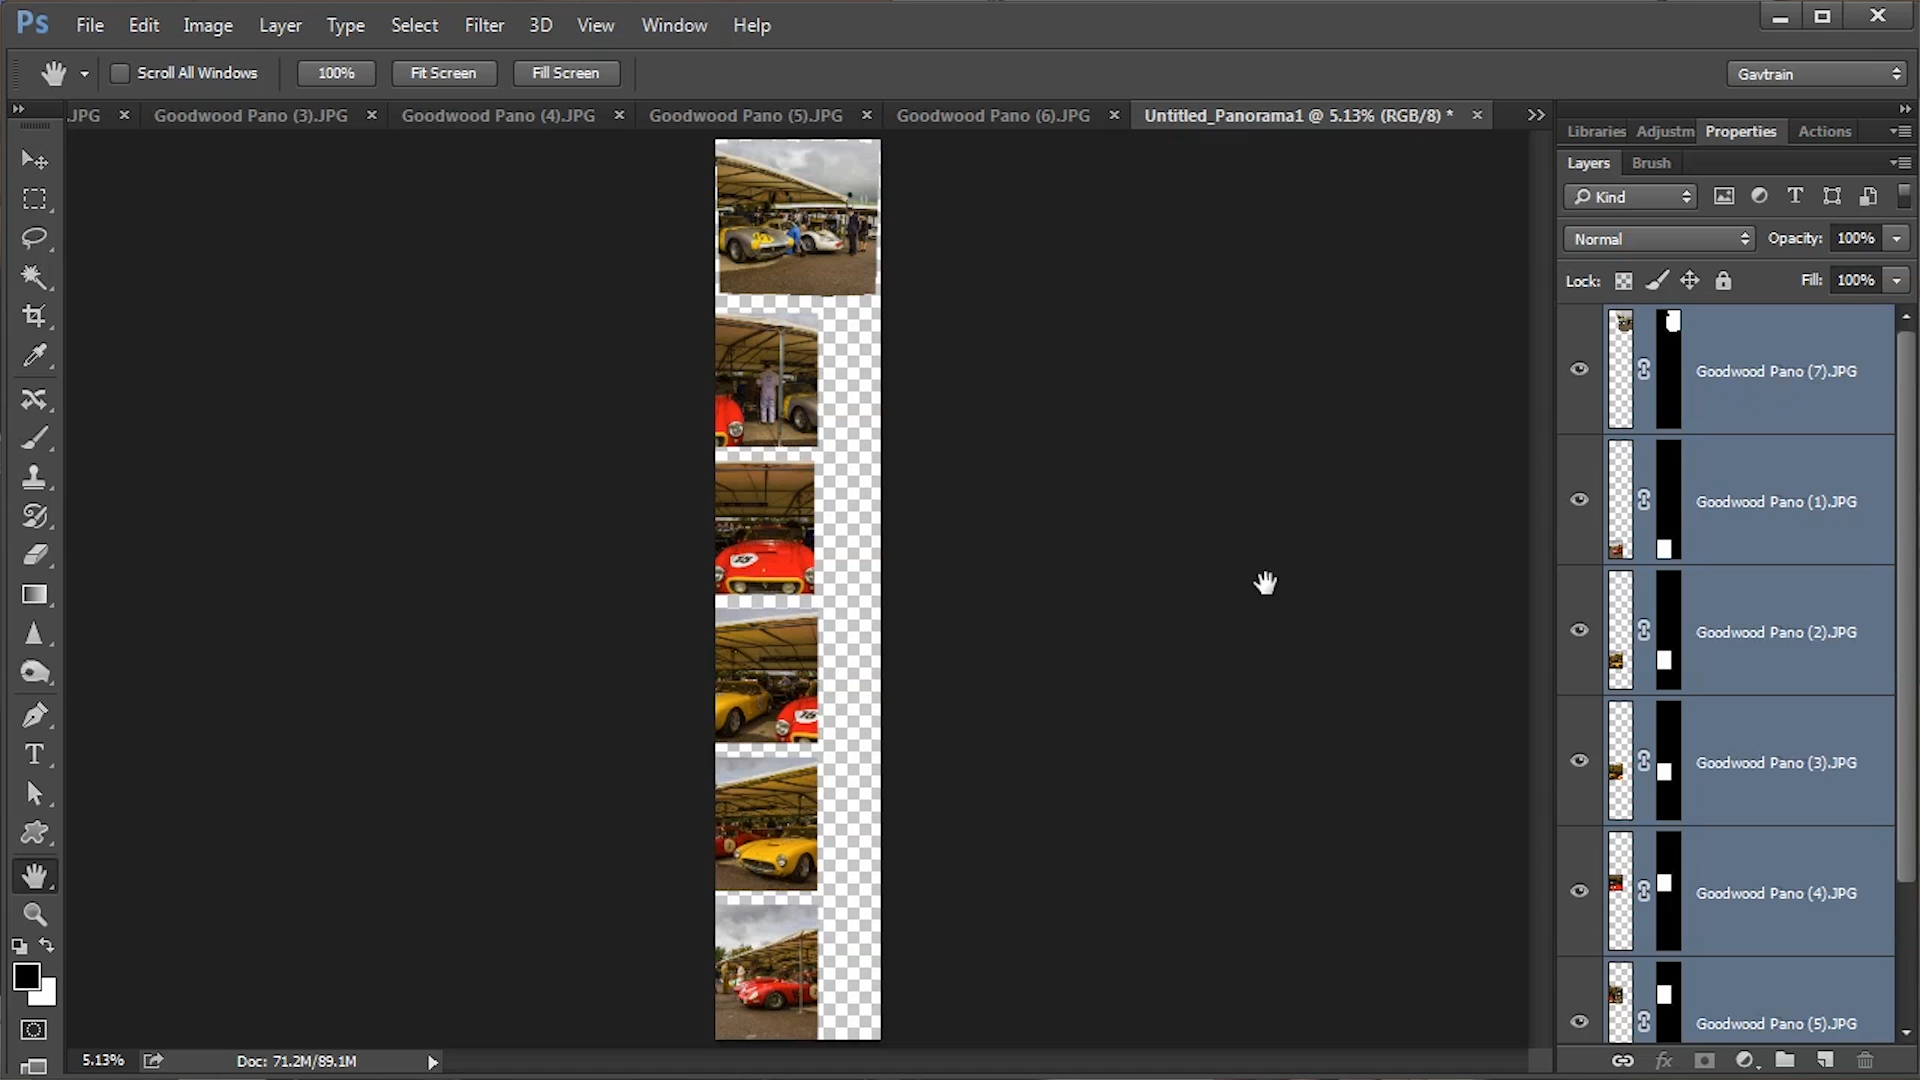 Ps File Edit Image Layer Type Select Filter 3D View Window Help
Scroll All Windows 100% Fit Screen Fill Screen Gavtrain
.JPG × Goodwood Pano (3).JPG × Goodwood Pano (4).JPG × Goodwood Pano (5).JPG × Goodwood Pano (6).JPG × Untitled_Panorama1 @ 5.13% (RGB/8) * ×
Libraries Adjustm Properties Actions
Layers Brush
Kind
Normal Opacity: 100%
Lock: Fill: 100%
Goodwood Pano (7).JPG
Goodwood Pano (1).JPG
Goodwood Pano (2).JPG
Goodwood Pano (3).JPG
Goodwood Pano (4).JPG
Goodwood Pano (5).JPG
5.13% Doc: 71.2M/89.1M